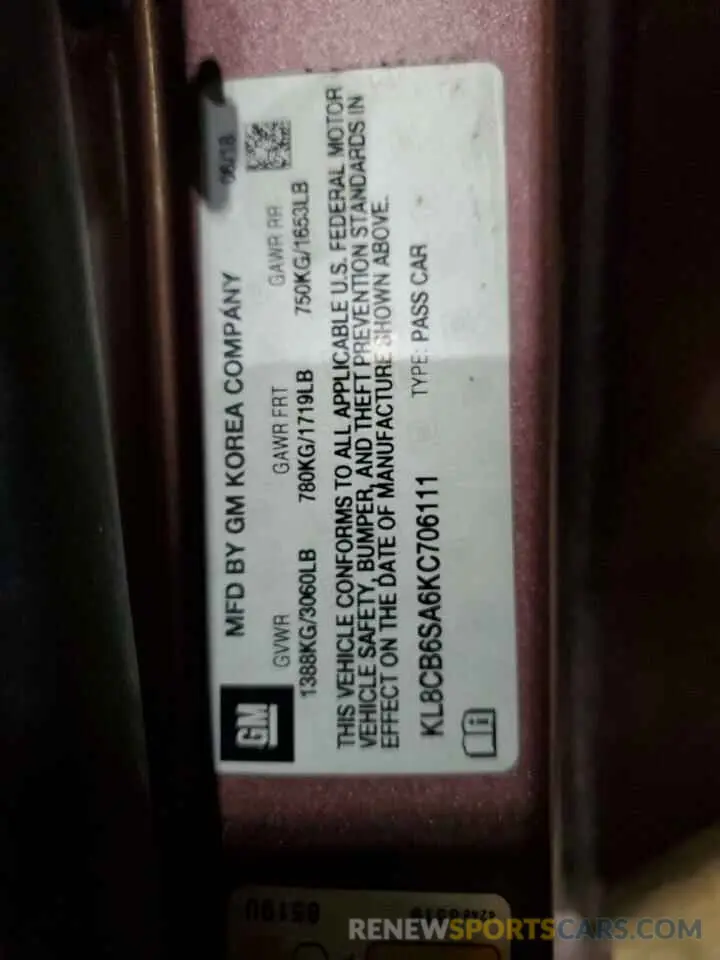 MFD BY GM KOREA COMPANY 06/18
GM
GVWR GAWR FRT GAWR RR
1388KG/3060LB 780KG/1719LB 750KG/1653LB
THIS VEHICLE CONFORMS TO ALL APPLICABLE U.S. FEDERAL MOTOR
VEHICLE SAFETY, BUMPER, AND THEFT PREVENTION STANDARDS IN
EFFECT ON THE DATE OF MANUFACTURE SHOWN ABOVE.
KL8CB6SA6KC706111 TYPE: PASS CAR
RENEWSPORTSCARS.COM